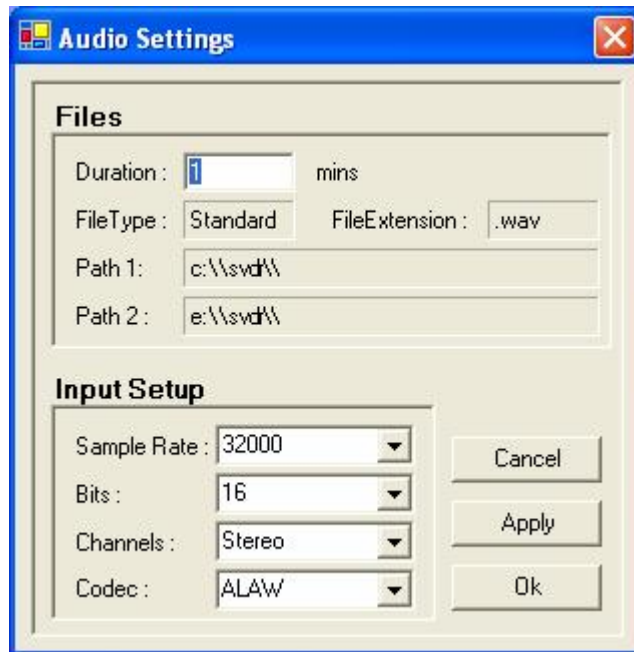 Audio Settings
Files
Duration : 1 mins
FileType : Standard FileExtension : .wav
Path 1: c:\\svdr\\
Path 2 : e:\\svdr\\
Input Setup
Sample Rate : 32000
Bits : 16
Channels : Stereo
Codec : ALAW
Cancel
Apply
Ok